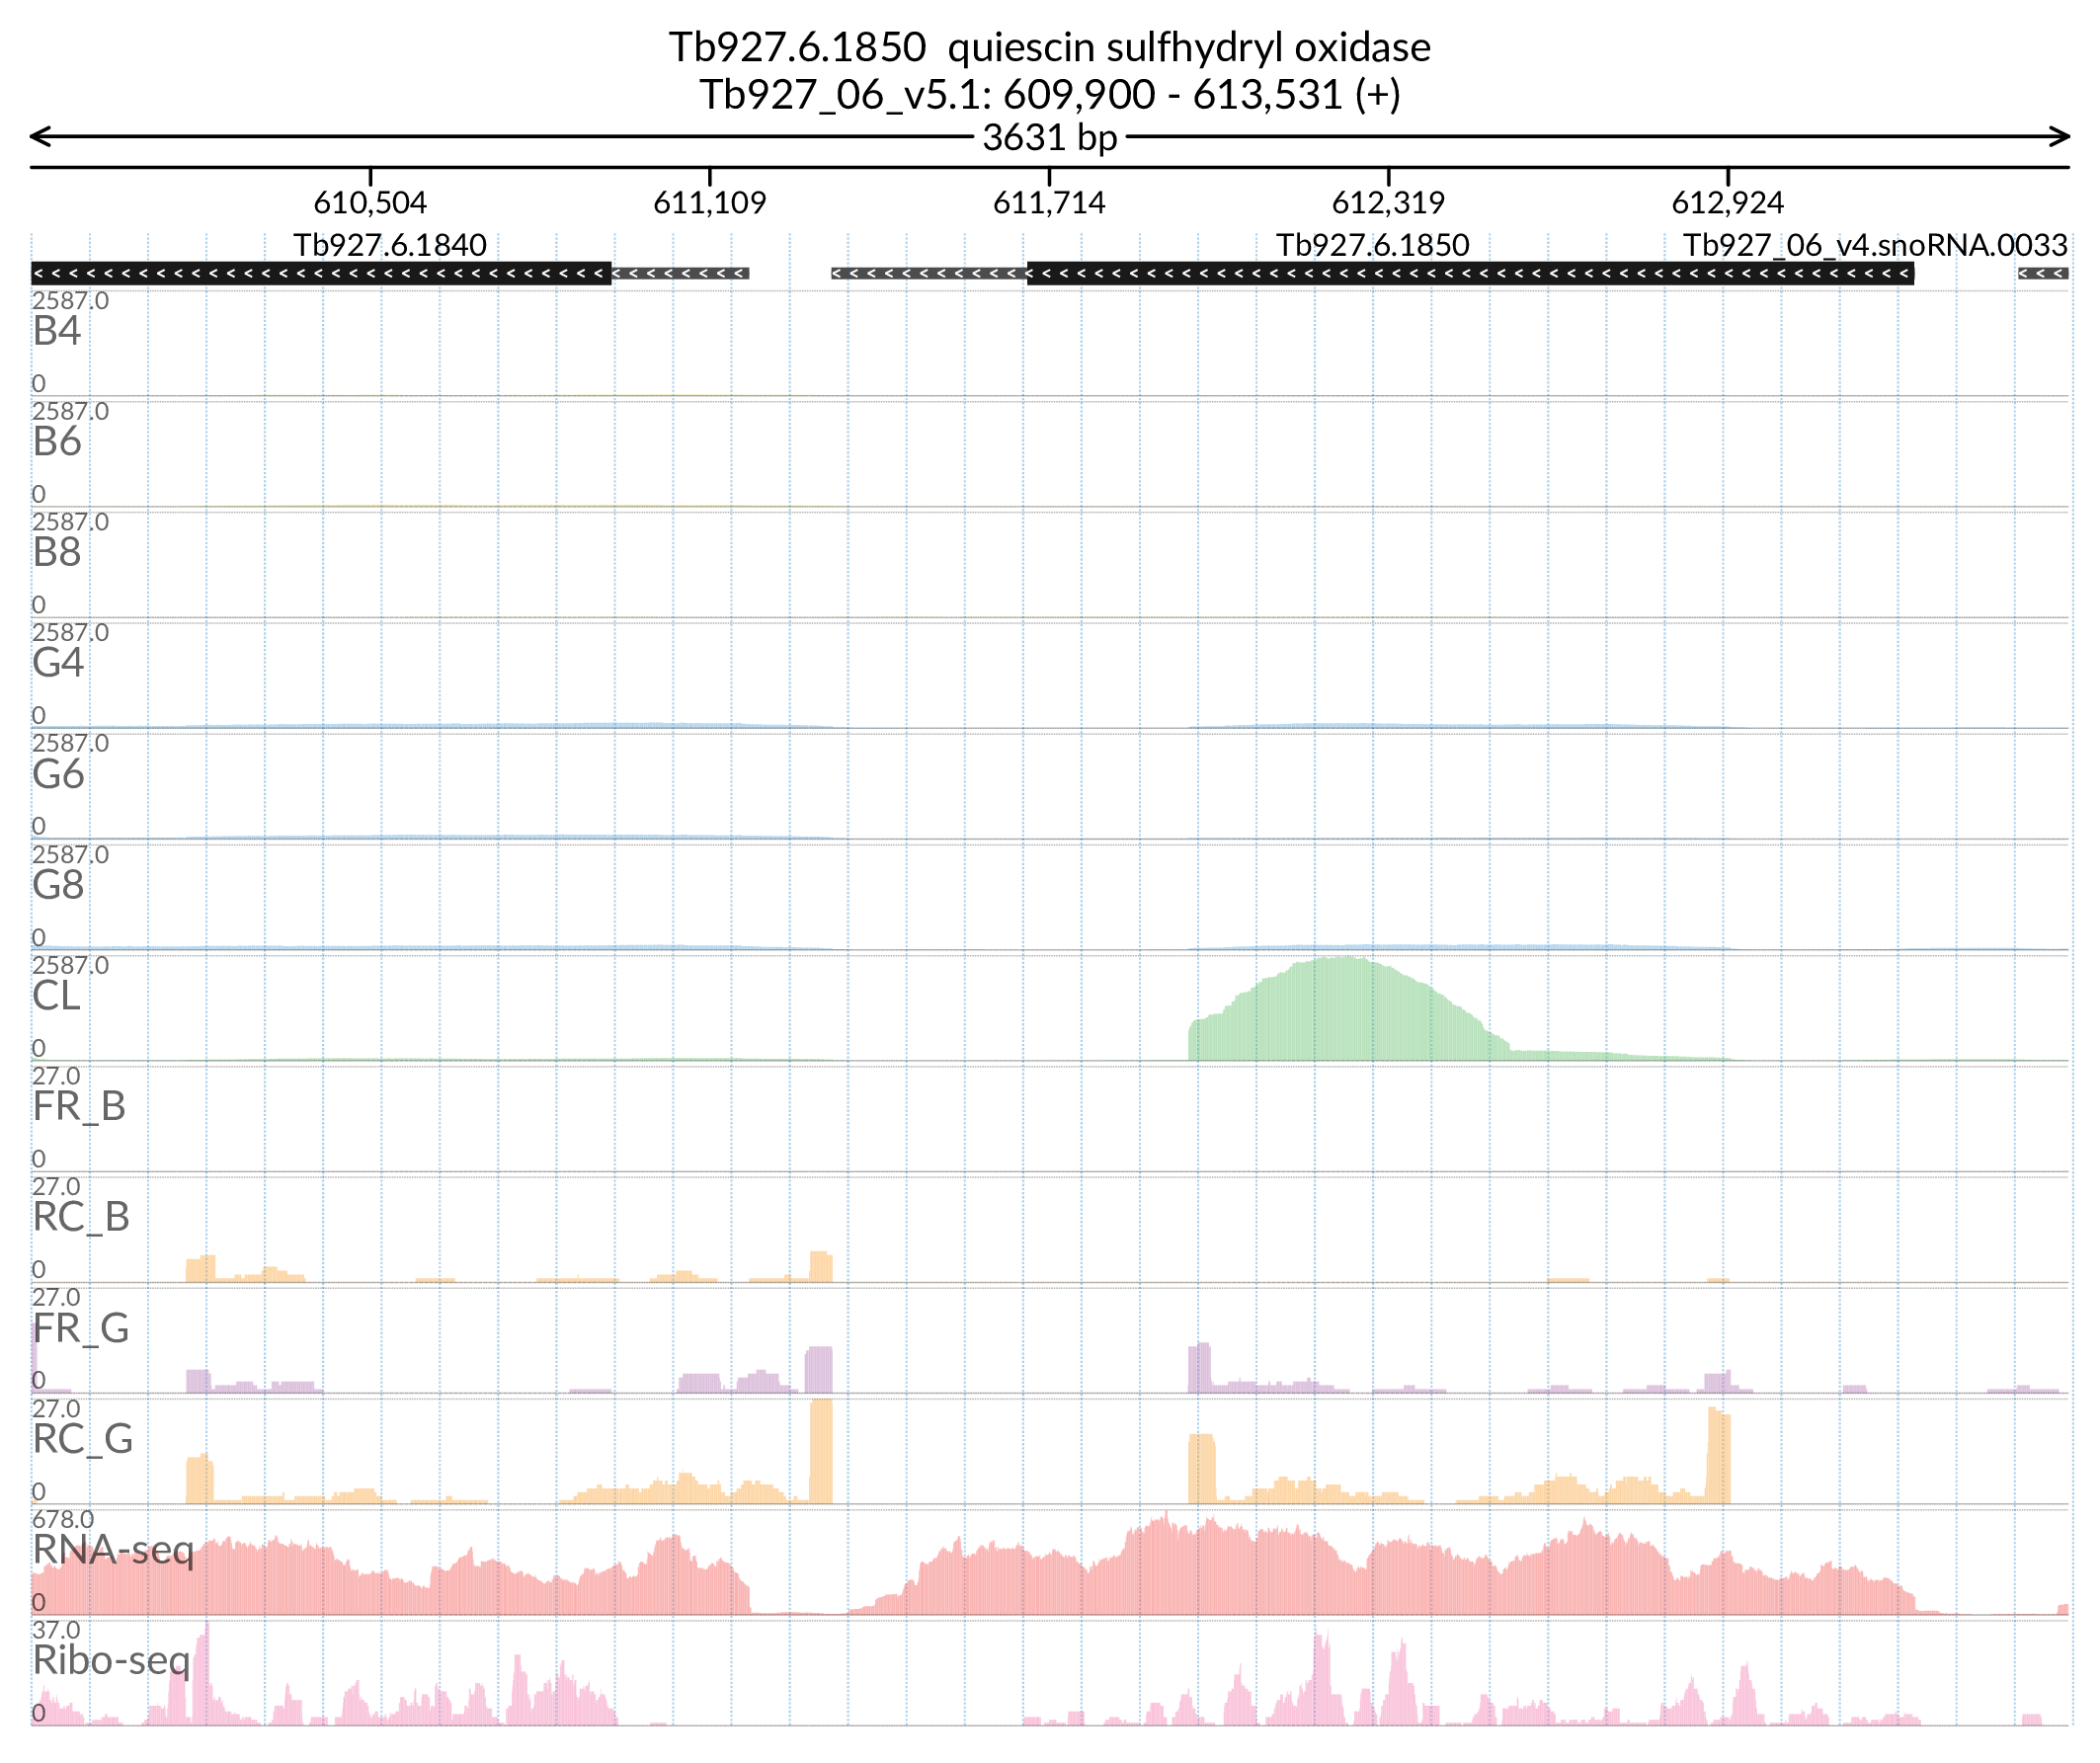 Tb927.6.1850  quiescin sulfhydryl oxidase
Tb927_06_v5.1: 609,900 - 613,531 (+)
3631 bp
610,504 611,109 611,714 612,319 612,924
Tb927.6.1840 Tb927.6.1850 Tb927_06_v4.snoRNA.0033
2587.0
B4
0
2587.0
B6
0
2587.0
B8
0
2587.0
G4
0
2587.0
G6
0
2587.0
G8
0
2587.0
CL
0
27.0
FR_B
0
27.0
RC_B
0
27.0
FR_G
0
27.0
RC_G
0
678.0
RNA-seq
0
37.0
Ribo-seq
0